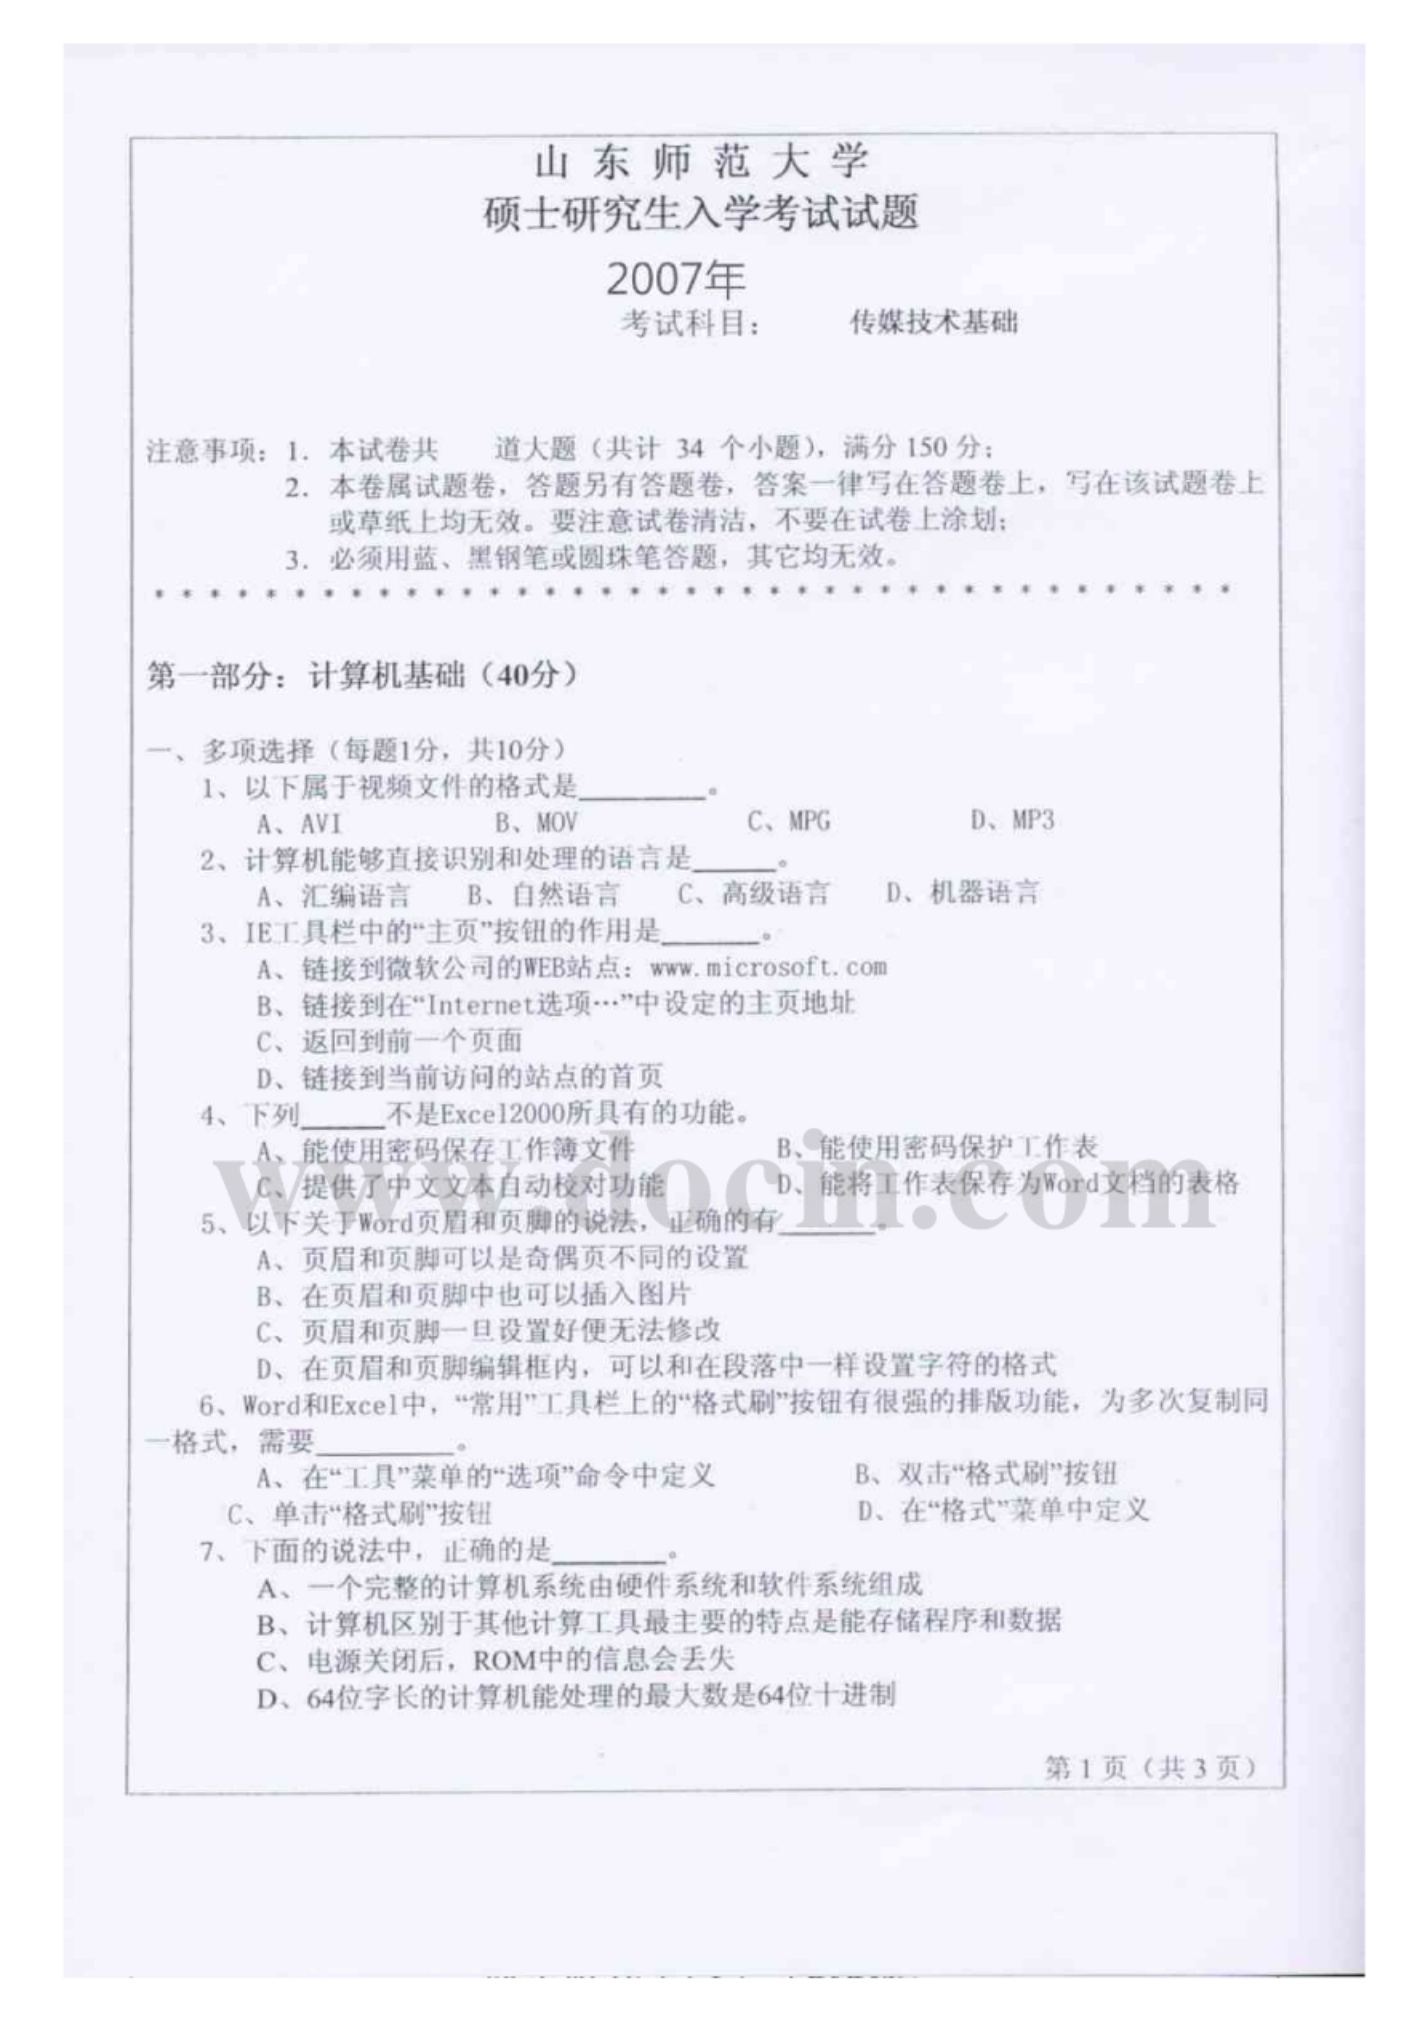 山东师范大学
硕士研究生入学考试试题
2007年
考试科目： 传媒技术基础
注意事项：1. 本试卷共 道大题（共计 34 个小题），满分 150 分；
2. 本卷属试题卷，答题另有答题卷，答案一律写在答题卷上，写在该试题卷上
或草纸上均无效。要注意试卷清洁，不要在试卷上涂划；
3. 必须用蓝、黑钢笔或圆珠笔答题，其它均无效。
* * * * * * * * * * * * * * * * * * * * * * * * * * * * * * * * * * * * * * *
第一部分：计算机基础（40分）
一、多项选择（每题1分，共10分）
1、以下属于视频文件的格式是_________。
A、AVI B、MOV C、MPG D、MP3
2、计算机能够直接识别和处理的语言是______。
A、汇编语言 B、自然语言 C、高级语言 D、机器语言
3、IE工具栏中的“主页”按钮的作用是_______。
A、链接到微软公司的WEB站点：www.microsoft.com
B、链接到在“Internet选项…”中设定的主页地址
C、返回到前一个页面
D、链接到当前访问的站点的首页
4、下列______不是Excel2000所具有的功能。
A、能使用密码保存工作簿文件 B、能使用密码保护工作表
C、提供了中文文本自动校对功能 D、能将工作表保存为Word文档的表格
www.docin.com
5、以下关于Word页眉和页脚的说法，正确的有_______。
A、页眉和页脚可以是奇偶页不同的设置
B、在页眉和页脚中也可以插入图片
C、页眉和页脚一旦设置好便无法修改
D、在页眉和页脚编辑框内，可以和在段落中一样设置字符的格式
6、Word和Excel中，“常用”工具栏上的“格式刷”按钮有很强的排版功能，为多次复制同
一格式，需要__________。
A、在“工具”菜单的“选项”命令中定义 B、双击“格式刷”按钮
C、单击“格式刷”按钮 D、在“格式”菜单中定义
7、下面的说法中，正确的是________。
A、一个完整的计算机系统由硬件系统和软件系统组成
B、计算机区别于其他计算工具最主要的特点是能存储程序和数据
C、电源关闭后，ROM中的信息会丢失
D、64位字长的计算机能处理的最大数是64位十进制
第 1 页（共 3 页）